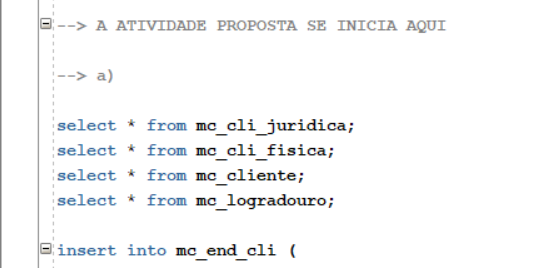 --> A ATIVIDADE PROPOSTA SE INICIA AQUI
--> a)
select * from mc_cli_juridica;
select * from mc_cli_fisica;
select * from mc_cliente;
select * from mc_logradouro;
insert into mc_end_cli (